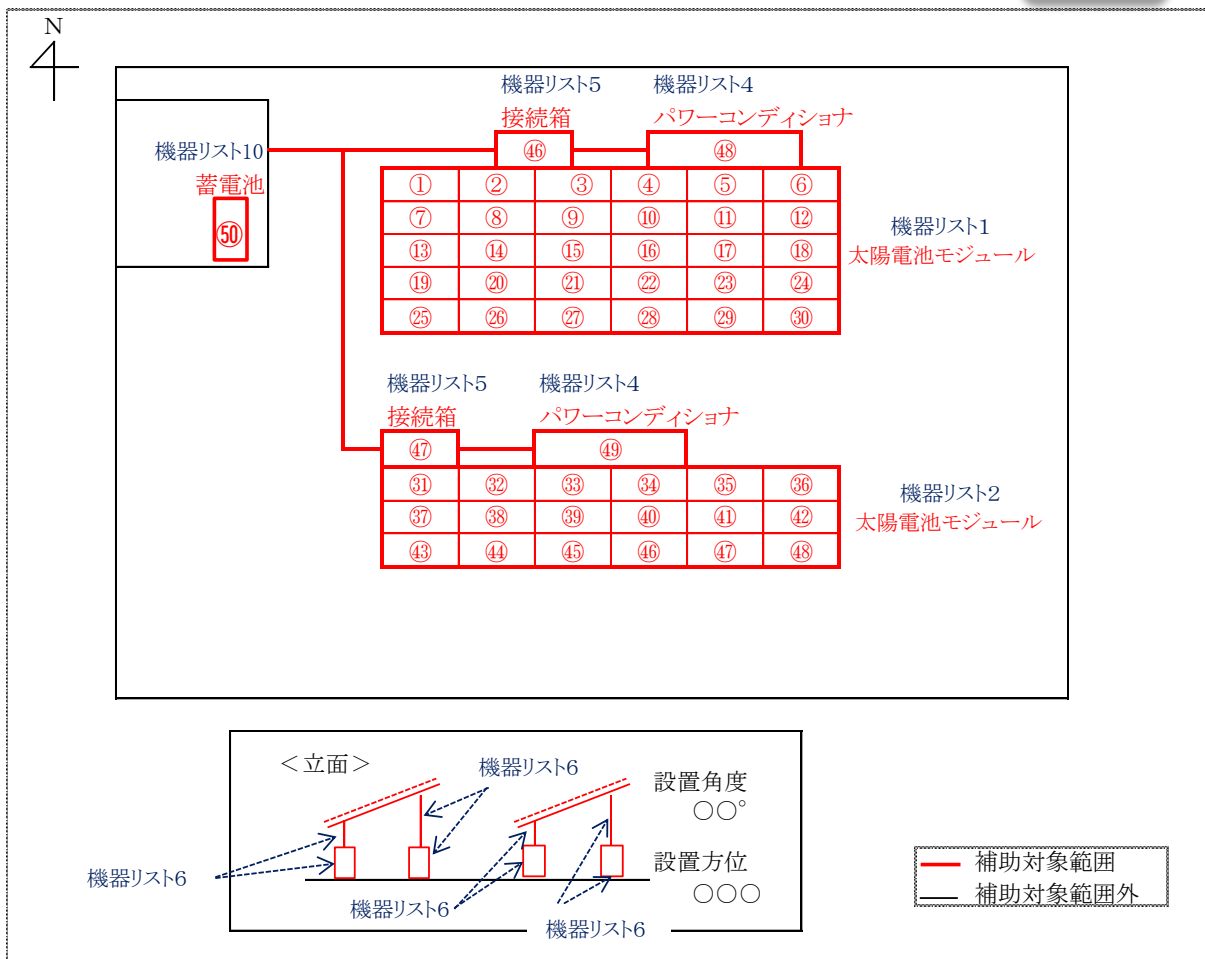 N
機器リスト5 機器リスト4
接続箱 パワーコンディショナ
機器リスト10
蓄電池
㊿
㊻ ㊽
① ② ③ ④ ⑤ ⑥
⑦ ⑧ ⑨ ⑩ ⑪ ⑫
⑬ ⑭ ⑮ ⑯ ⑰ ⑱
⑲ ⑳ ㉑ ㉒ ㉓ ㉔
㉕ ㉖ ㉗ ㉘ ㉙ ㉚
機器リスト1
太陽電池モジュール
機器リスト5 機器リスト4
接続箱 パワーコンディショナ
㊼ ㊾
㉛ ㉜ ㉝ ㉞ ㉟ ㊱
㊲ ㊳ ㊴ ㊵ ㊶ ㊷
㊸ ㊹ ㊺ ㊻ ㊼ ㊽
機器リスト2
太陽電池モジュール
＜立面＞
機器リスト6
設置角度
○○°
設置方位
○○○
機器リスト6
機器リスト6
機器リスト6
補助対象範囲
補助対象範囲外